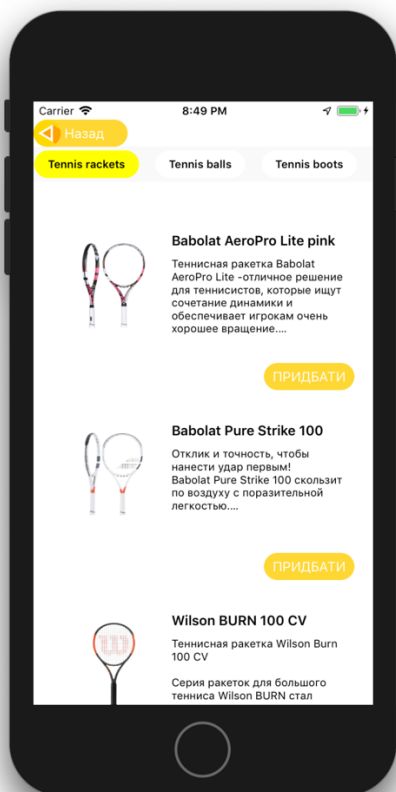 Carrier 8:49 PM
Назад
Tennis rackets Tennis balls Tennis boots
Babolat AeroPro Lite pink
Теннисная ракетка Babolat
AeroPro Lite -отличное решение
для теннисистов, которые ищут
сочетание динамики и
обеспечивает игрокам очень
хорошее вращение....
ПРИДБАТИ
Babolat Pure Strike 100
Отклик и точность, чтобы
нанести удар первым!
Babolat Pure Strike 100 скользит
по воздуху с поразительной
легкостью....
ПРИДБАТИ
Wilson BURN 100 CV
Теннисная ракетка Wilson Burn
100 CV
Серия ракеток для большого
тенниса Wilson BURN стал